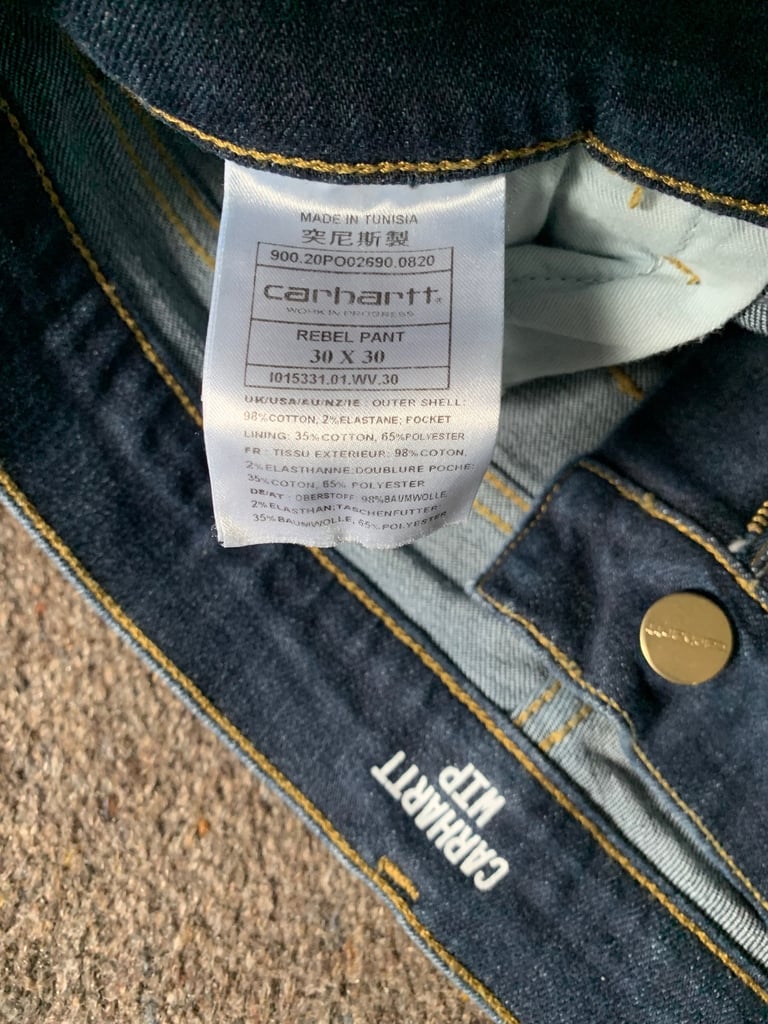 MADE IN TUNISIA
突尼斯製
900.20PO02690.0820
carhartt®
WORK IN PROGRESS
REBEL PANT
30 X 30
I015331.01.WV.30
UK/USA/AU/NZ/IE: OUTER SHELL:
98%COTTON, 2%ELASTANE; POCKET
LINING: 35%COTTON, 65%POLYESTER
FR : TISSU EXTERIEUR: 98%COTON,
2%ELASTHANNE;DOUBLURE POCHE:
35%COTON, 65% POLYESTER
DE/AT : OBERSTOFF: 98%BAUMWOLLE,
2%ELASTHAN;TASCHENFUTTER:
35%BAUMWOLLE, 65%POLYESTER
carhartt
CARHARTT
WIP